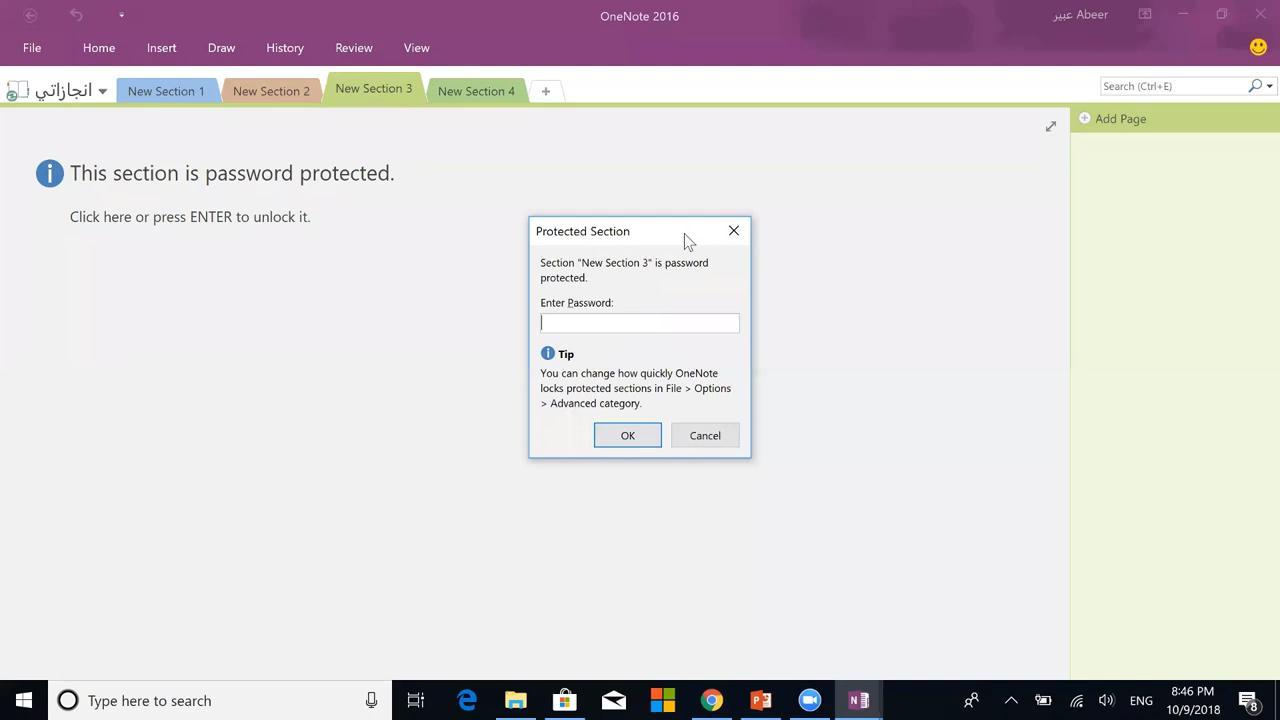 OneNote 2016
Abeer عبير
File Home Insert Draw History Review View
انجازاتي New Section 1 New Section 2 New Section 3 New Section 4 + Search (Ctrl+E)
Add Page
This section is password protected.
Click here or press ENTER to unlock it.
Protected Section
Section "New Section 3" is password
protected.
Enter Password:
Tip
You can change how quickly OneNote
locks protected sections in File > Options
> Advanced category.
OK Cancel
Type here to search
ENG
8:46 PM
10/9/2018
8